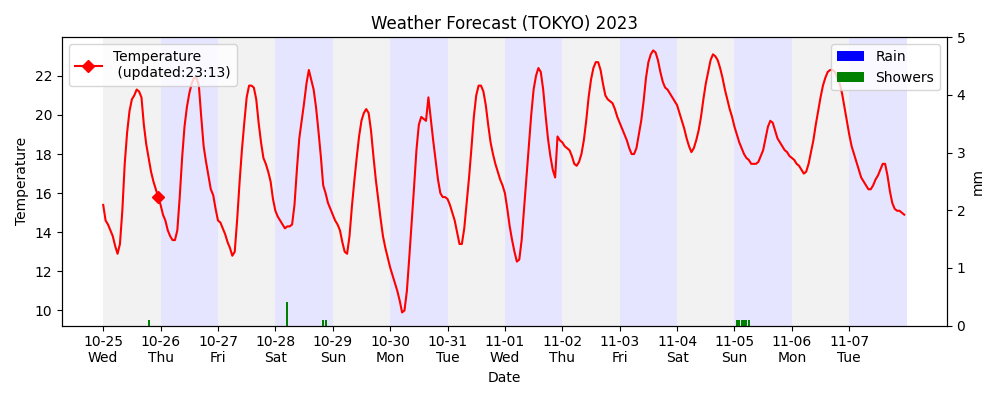 Weather Forecast (TOKYO) 2023
Temperature
(updated:23:13)
Rain
Showers
Temperature
22
20
18
16
14
12
10
5
4
3
2
1
0
mm
10-25 10-26 10-27 10-28 10-29 10-30 10-31 11-01 11-02 11-03 11-04 11-05 11-06 11-07
Wed Thu Fri Sat Sun Mon Tue Wed Thu Fri Sat Sun Mon Tue
Date